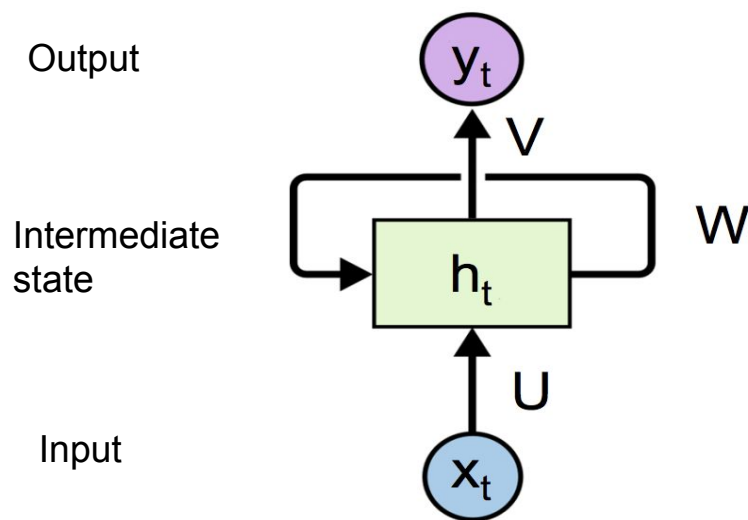 Output
y_t
V
Intermediate
state
h_t
W
U
Input
x_t